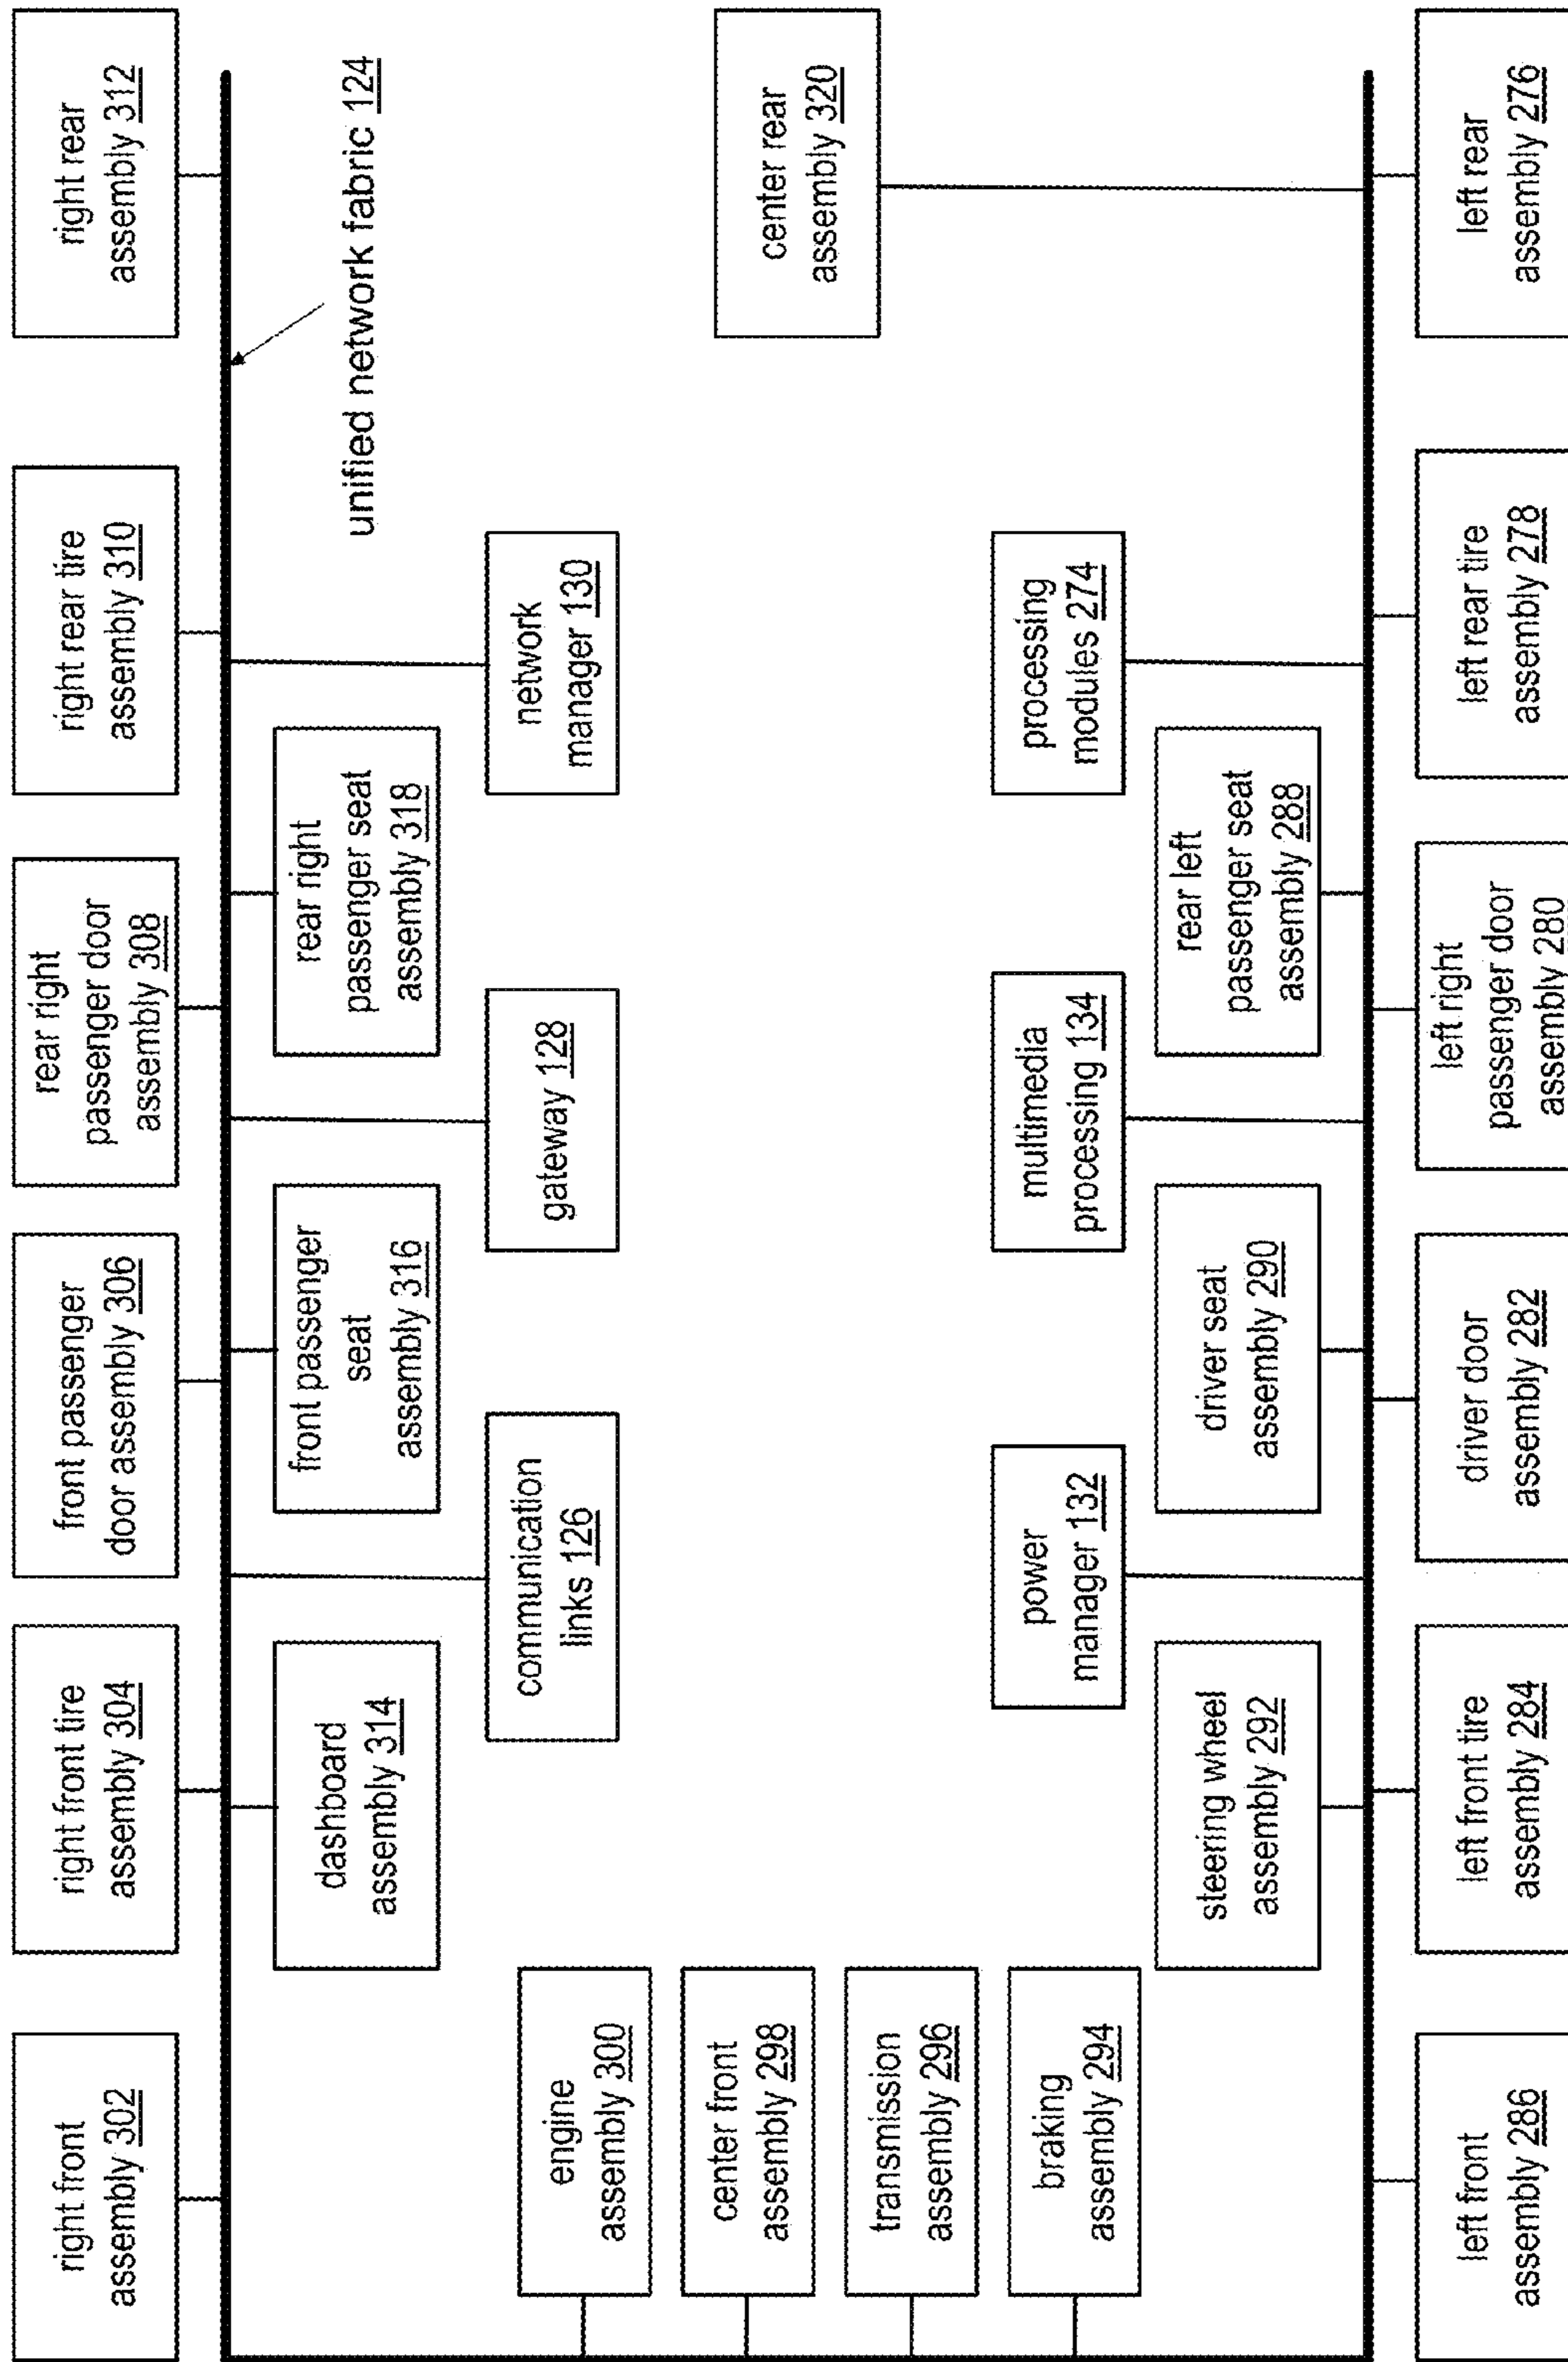 right front
assembly 302
right front tire
assembly 304
front passenger
door assembly 306
rear right
passenger door
assembly 308
right rear tire
assembly 310
right rear
assembly 312
dashboard
assembly 314
front passenger
seat
assembly 316
rear right
passenger seat
assembly 318
unified network fabric 124
communication
links 126
gateway 128
network
manager 130
engine
assembly 300
center front
assembly 298
transmission
assembly 296
braking
assembly 294
center rear
assembly 320
power
manager 132
multimedia
processing 134
processing
modules 274
steering wheel
assembly 292
driver seat
assembly 290
rear left
passenger seat
assembly 288
left front
assembly 286
left front tire
assembly 284
driver door
assembly 282
left right
passenger door
assembly 280
left rear tire
assembly 278
left rear
assembly 276